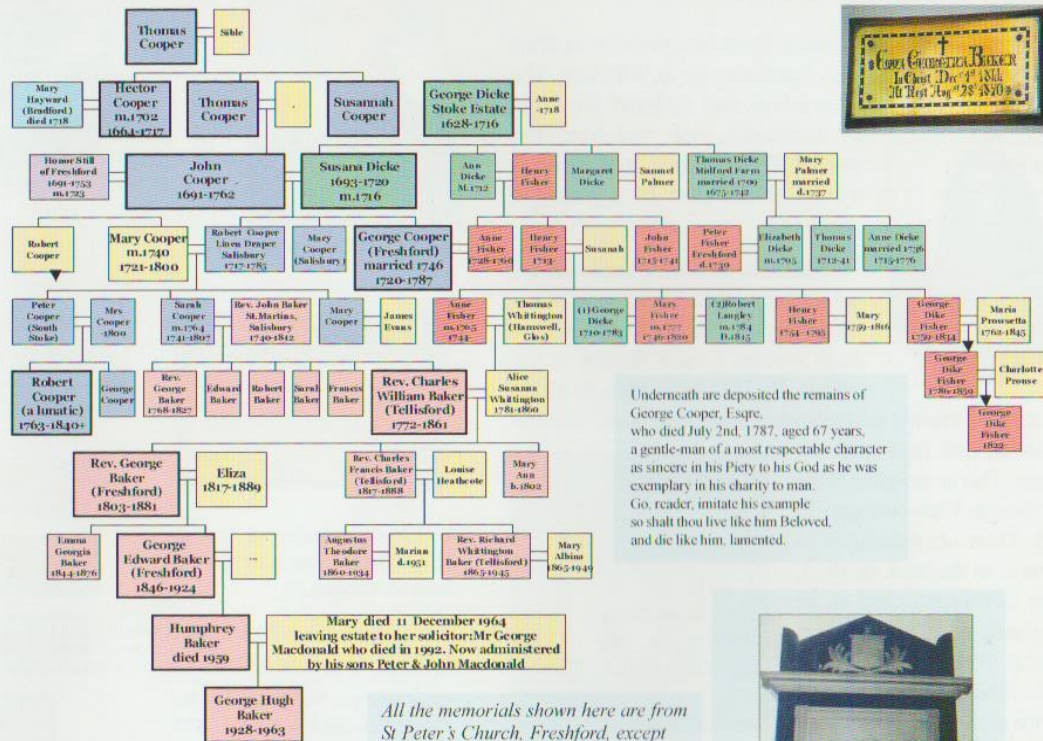 Thomas
Cooper
Sible
Mary
Hayward
(Bradford)
died 1718
Hector
Cooper
m.1702
1664-1717
Thomas
Cooper
.
Susannah
Cooper
George Dicke
Stoke Estate
1628-1716
Anne
-1718
Honor Still
of Freshford
1691-1753
m.1723
John
Cooper
1691-1762
Susana Dicke
1693-1720
m.1716
Ann
Dicke
M.1712
Henry
Fisher
Margaret
Dicke
Samuel
Palmer
Thomas Dicke
Midford Farm
married 1709
1675-1742
Mary
Palmer
married
d.1737
Robert
Cooper
Mary Cooper
m.1740
1721-1800
Robert Cooper
Linen Draper
Salisbury
1717-1785
Mary
Cooper
(Salisbury)
George Cooper
(Freshford)
married 1746
1720-1787
Anne
Fisher
1728-1760
Henry
Fisher
1713-
Susanah
John
Fisher
1715-1741
Peter
Fisher
Freshford
d.1739
Elizabeth
Dicke
m.1705
Thomas
Dicke
1712-41
Anne Dicke
married 1736
1715-1776
Peter
Cooper
(South
Stoke)
Mrs
Cooper
-1800
Sarah
Cooper
m.1764
1741-1807
Rev. John Baker
St. Martins,
Salisbury
1740-1812
Mary
Cooper
James
Evans
Anne
Fisher
m.1765
1744-
Thomas
Whittington
(Hamswell,
Glos)
(1)George
Dicke
1710-1783
Mary
Fisher
m.1777
1746-1820
(2)Robert
Langley
m.1784
D.1815
Henry
Fisher
1754-1795
Mary
1759-1816
George
Dike
Fisher
1759-1834
Maria
Prowsetta
1762-1845
Robert
Cooper
(a lunatic)
1763-1840+
George
Cooper
Rev.
George
Baker
1768-1827
Edward
Baker
Robert
Baker
Sarah
Baker
Francis
Baker
Rev. Charles
William Baker
(Tellisford)
1772-1861
Alice
Susanna
Whittington
1781-1860
George
Dike
Fisher
1786-1859
Charlotte
Prouse
George
Dike
Fisher
1822
Rev. George
Baker
(Freshford)
1803-1881
Eliza
1817-1889
Rev. Charles
Francis Baker
(Tellisford)
1817-1888
Louise
Heathcote
Mary
Ann
b.1802
Emma
Georgia
Baker
1844-1876
George
Edward Baker
(Freshford)
1846-1924
...
Augustus
Theodore
Baker
1860-1934
Marian
d.1951
Rev. Richard
Whittington
Baker (Tellisford)
1865-1945
Mary
Albina
1865-1949
Humphrey
Baker
died 1959
Mary died 11 December 1964
leaving estate to her solicitor:Mr George
Macdonald who died in 1992. Now administered
by his sons Peter & John Macdonald
George Hugh
Baker
1928-1963
Georgina Baker
In Christ Dec
At Rest Aug
Underneath are deposited the remains of
George Cooper, Esqre,
who died July 2nd, 1787, aged 67 years,
a gentle-man of a most respectable character
as sincere in his Piety to his God as he was
exemplary in his charity to man.
Go, reader, imitate his example
so shalt thou live like him Beloved,
and die like him, lamented.
All the memorials shown here are from
St Peter's Church, Freshford, except